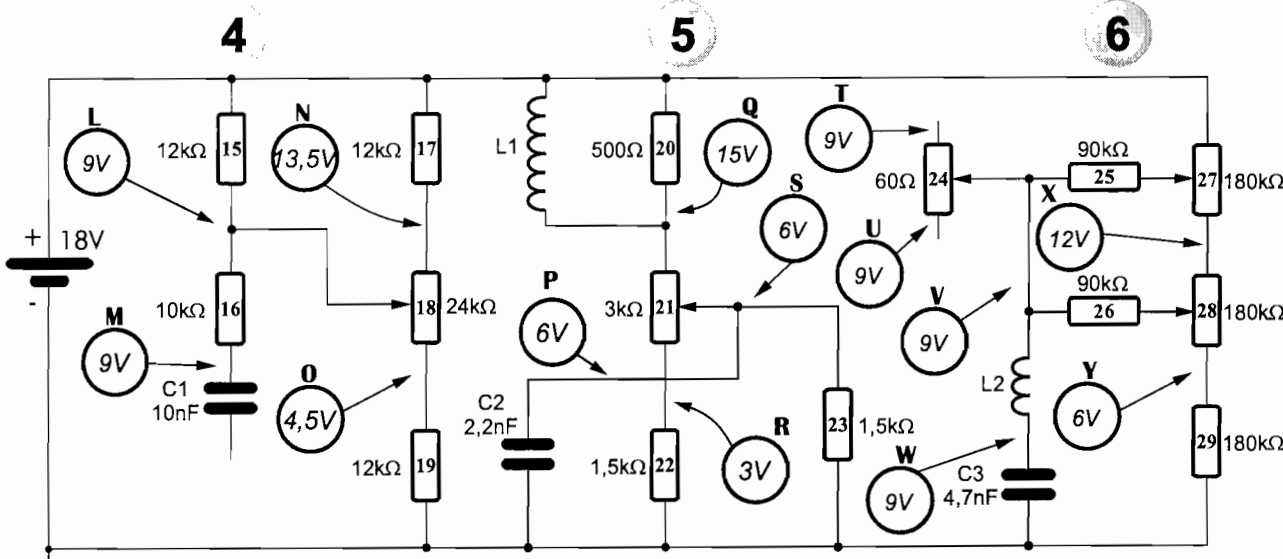 4 5 6
L N Q T
9V 13,5V 15V 9V
12kΩ 15 12kΩ 17 L1 500Ω 20 60Ω 24 90kΩ 25 27 180kΩ
S U X
+ 18V 6V 9V 12V
-
10kΩ 16 18 24kΩ P 3kΩ 21 V 90kΩ 26 28 180kΩ
M 6V 9V
9V C1 O C2 L2 Y
10nF 4,5V 2,2nF 6V
12kΩ 19 1,5kΩ 22 R 23 1,5kΩ W 29 180kΩ
3V 9V C3
4,7nF